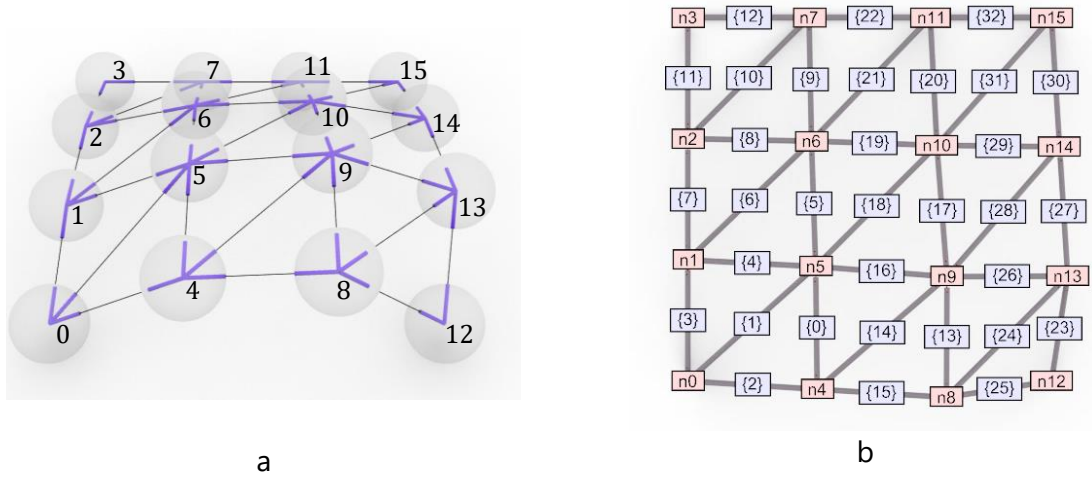 3 7 11 15
2 6 10 14
1 5 9 13
0 4 8 12
a
n3 {12} n7 {22} n11 {32} n15
{11} {10} {9} {21} {20} {31} {30}
n2 {8} n6 {19} n10 {29} n14
{7} {6} {5} {18} {17} {28} {27}
n1 {4} n5 {16} n9 {26} n13
{3} {1} {0} {14} {13} {24} {23}
n0 {2} n4 {15} n8 {25} n12
b